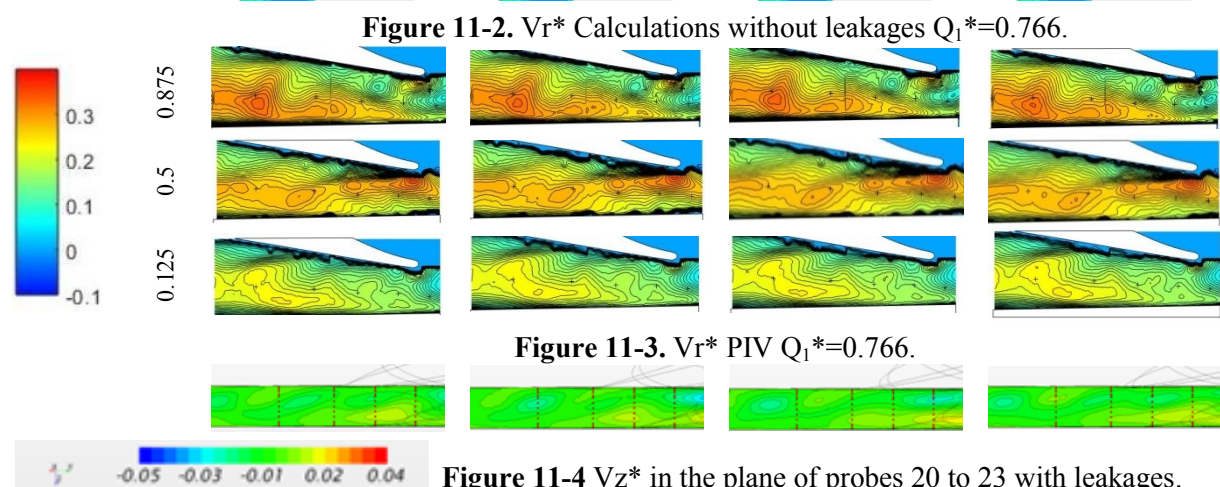 Figure 11-2. Vr* Calculations without leakages Q₁*=0.766.
0.3
0.2
0.1
0
-0.1
0.875
0.5
0.125
Figure 11-3. Vr* PIV Q₁*=0.766.
-0.05 -0.03 -0.01 0.02 0.04
Figure 11-4 Vz* in the plane of probes 20 to 23 with leakages.